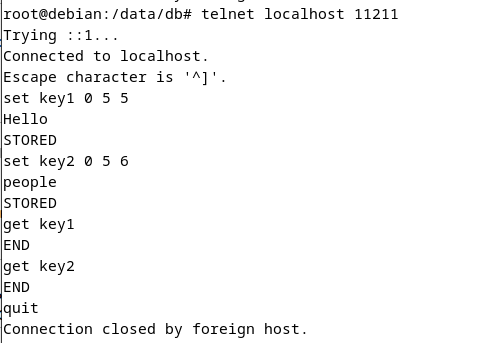 root@debian:/data/db# telnet localhost 11211
Trying ::1...
Connected to localhost.
Escape character is '^]'.
set key1 0 5 5
Hello
STORED
set key2 0 5 6
people
STORED
get key1
END
get key2
END
quit
Connection closed by foreign host.